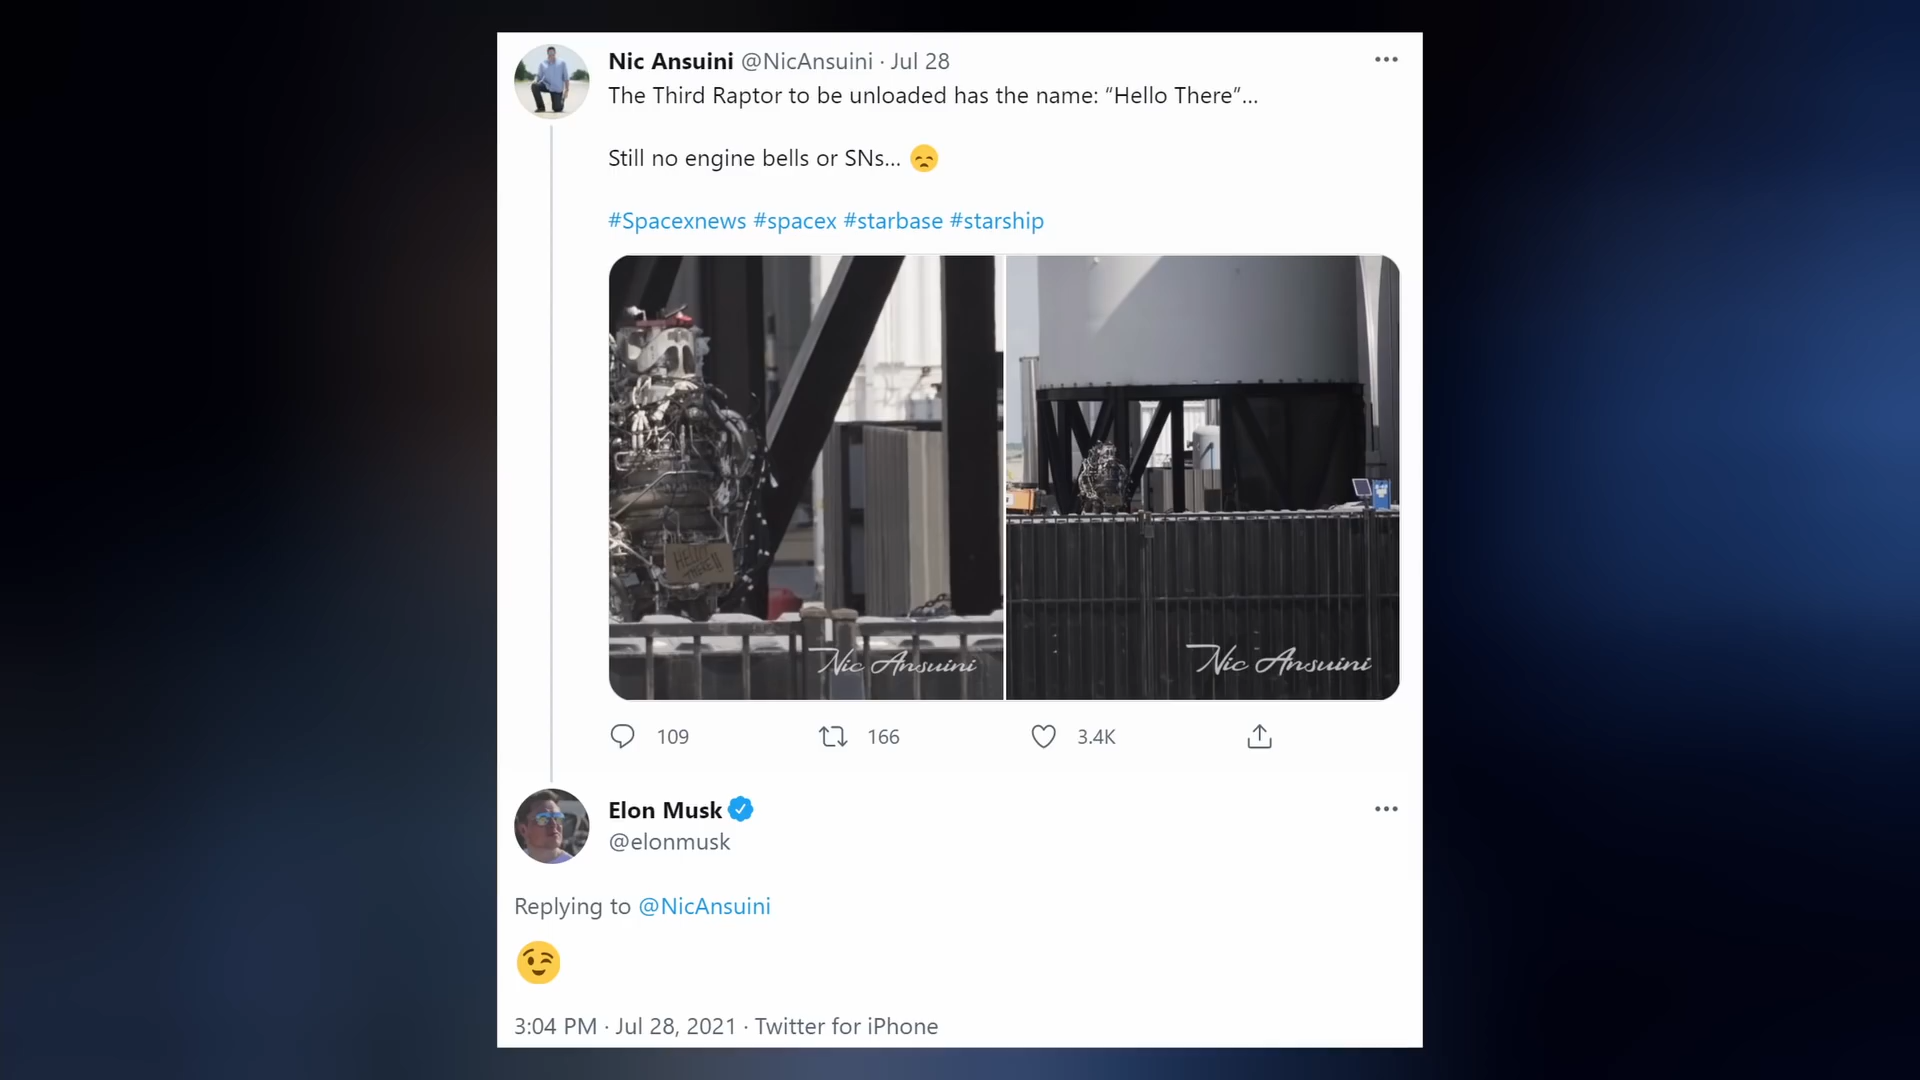 Nic Ansuini @NicAnsuini · Jul 28
The Third Raptor to be unloaded has the name: “Hello There”...
Still no engine bells or SNs... 😞
#Spacexnews #spacex #starbase #starship
HELLO
THERE!!
Nic Ansuini
Nic Ansuini
109 166 3.4K
Elon Musk
@elonmusk
Replying to @NicAnsuini
😉
3:04 PM · Jul 28, 2021 · Twitter for iPhone